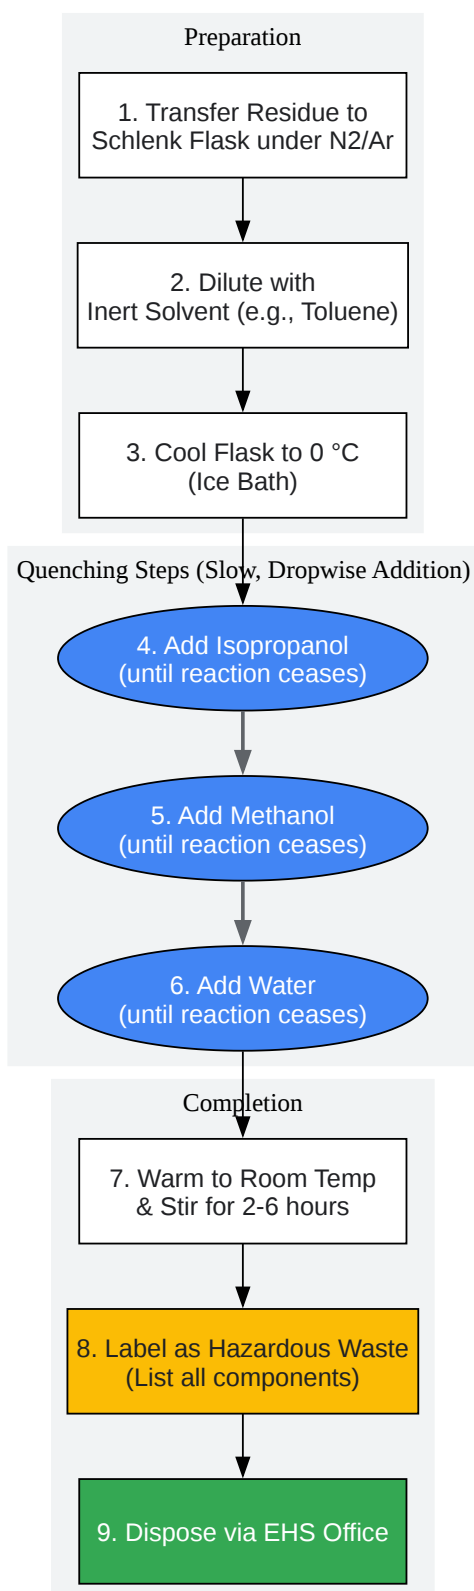 Preparation
1. Transfer Residue to
Schlenk Flask under N2/Ar
2. Dilute with
Inert Solvent (e.g., Toluene)
3. Cool Flask to 0 °C
(Ice Bath)
Quenching Steps (Slow, Dropwise Addition)
4. Add Isopropanol
(until reaction ceases)
5. Add Methanol
(until reaction ceases)
6. Add Water
(until reaction ceases)
Completion
7. Warm to Room Temp
& Stir for 2-6 hours
8. Label as Hazardous Waste
(List all components)
9. Dispose via EHS Office